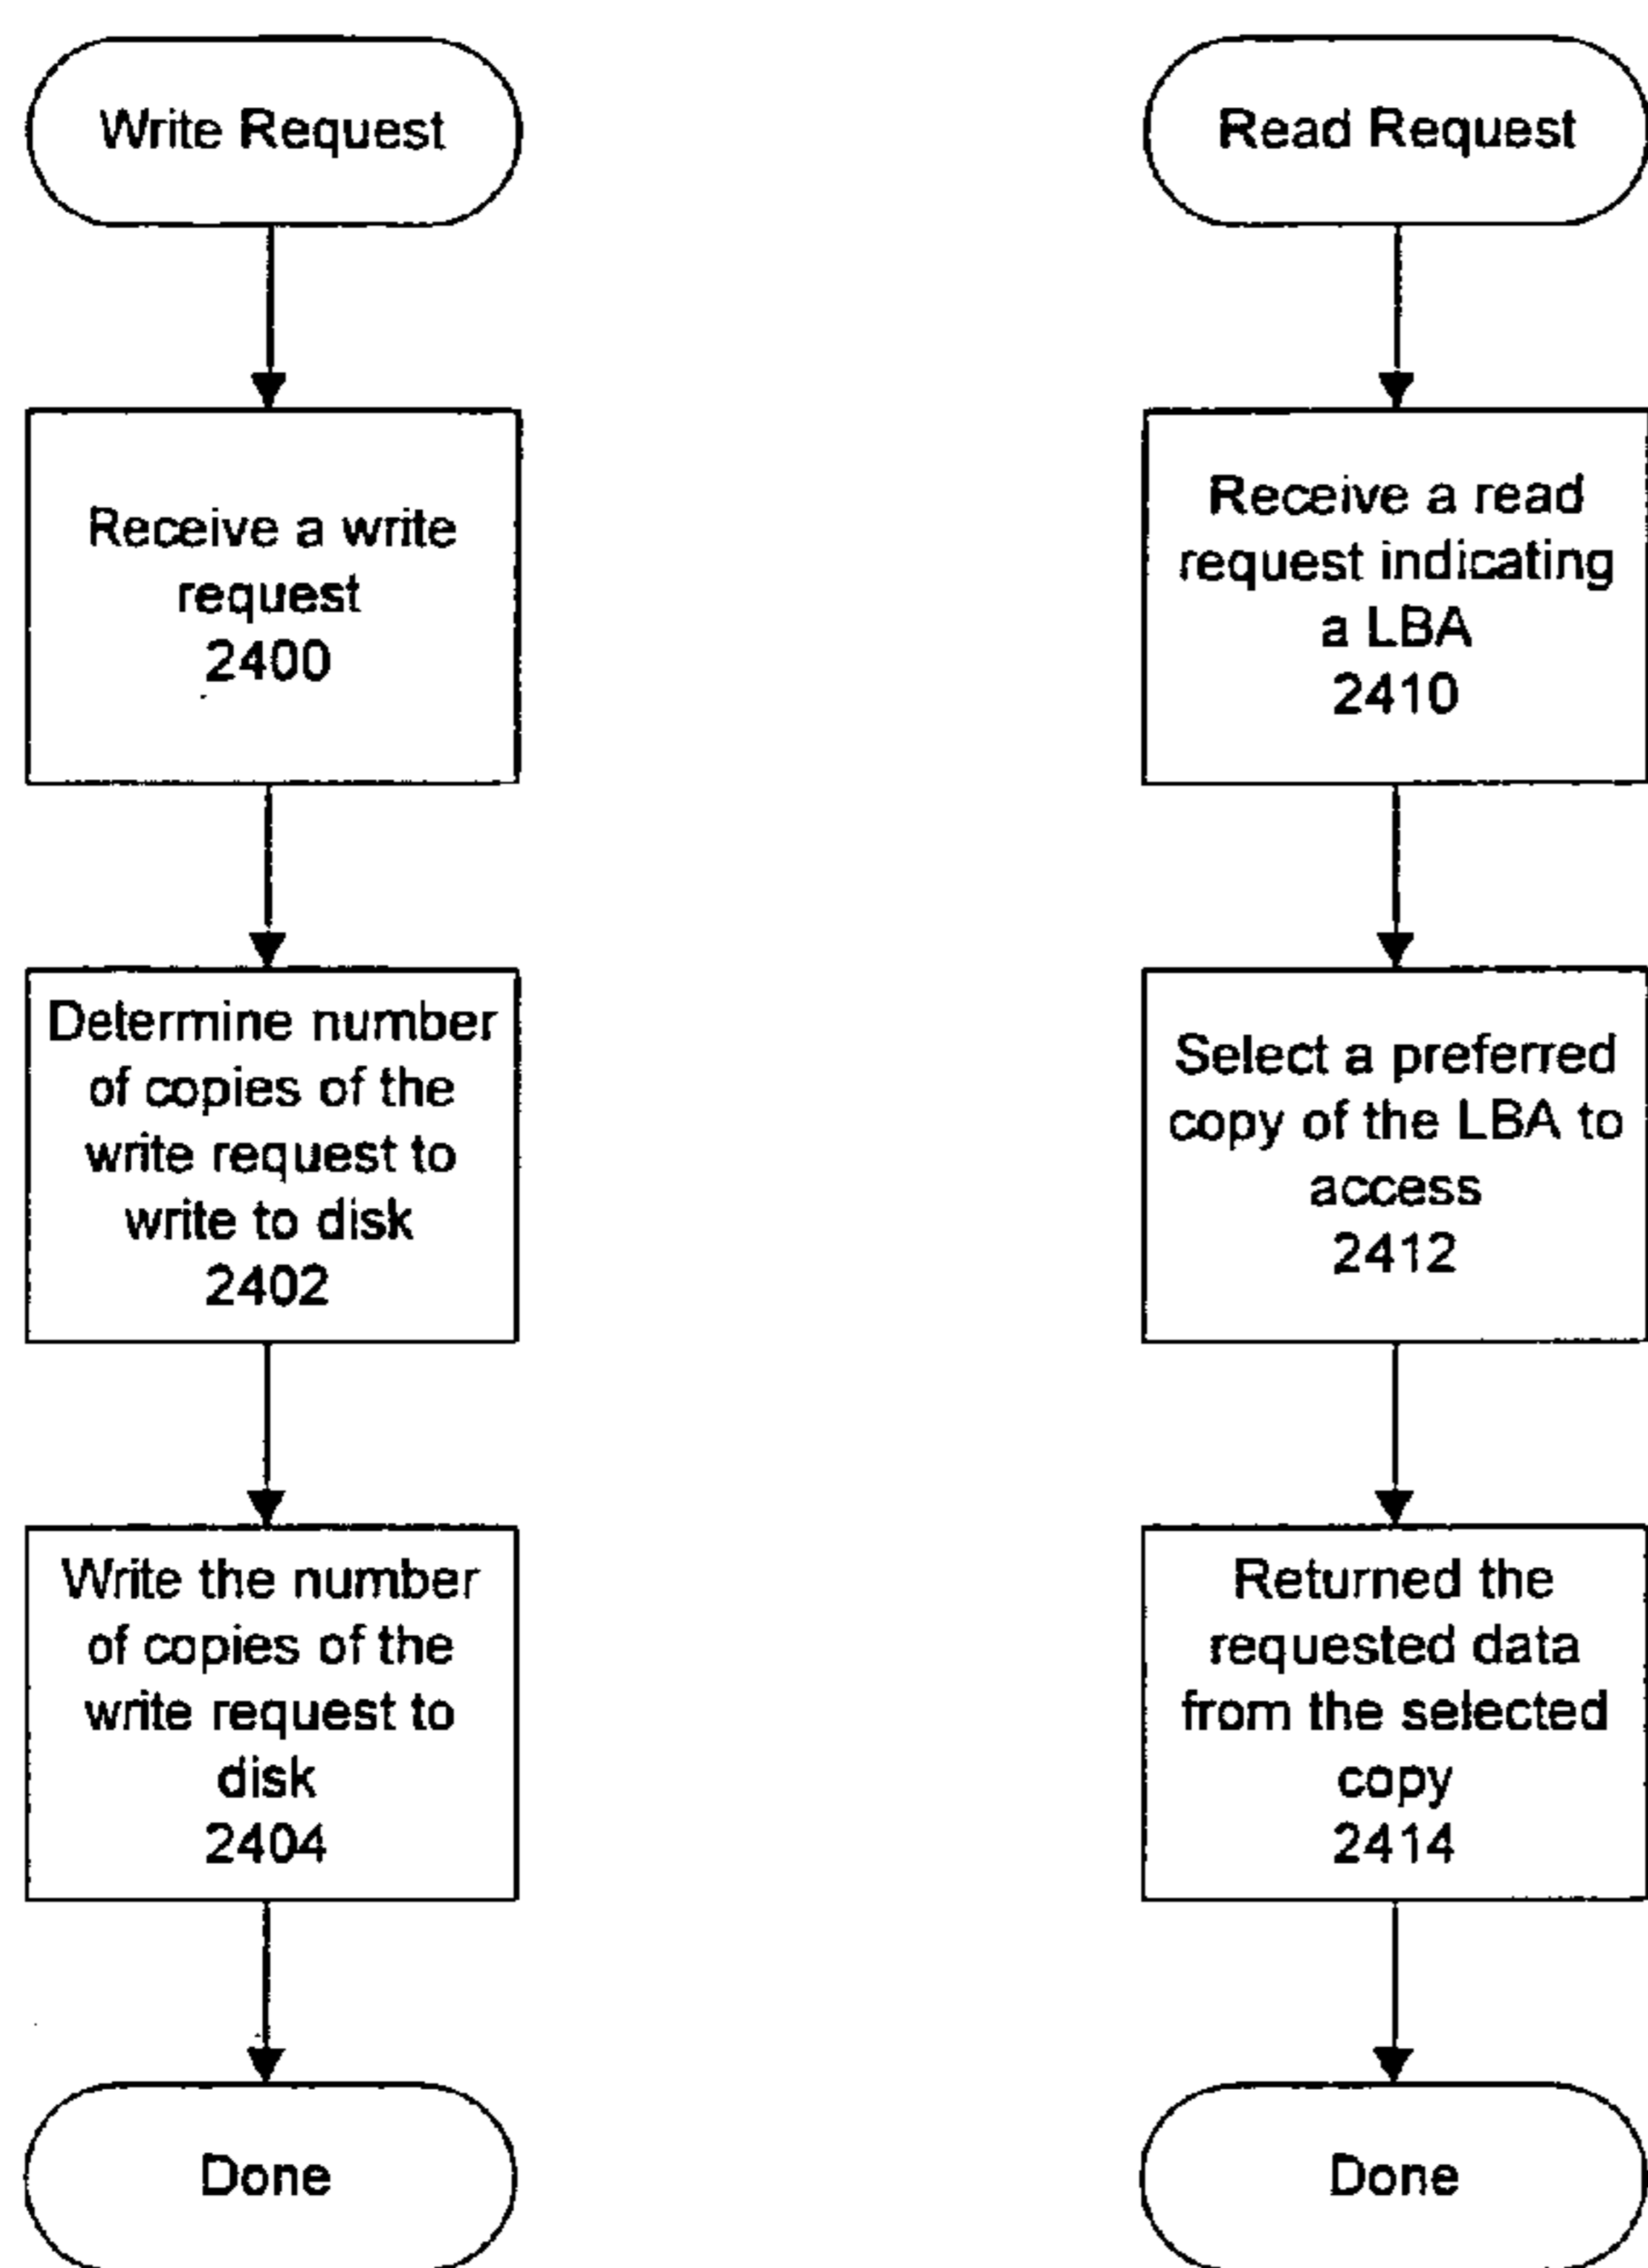 Write Request
Receive a write
request
2400
Determine number
of copies of the
write request to
write to disk
2402
Write the number
of copies of the
write request to
disk
2404
Done
Read Request
Receive a read
request indicating
a LBA
2410
Select a preferred
copy of the LBA to
access
2412
Returned the
requested data
from the selected
copy
2414
Done